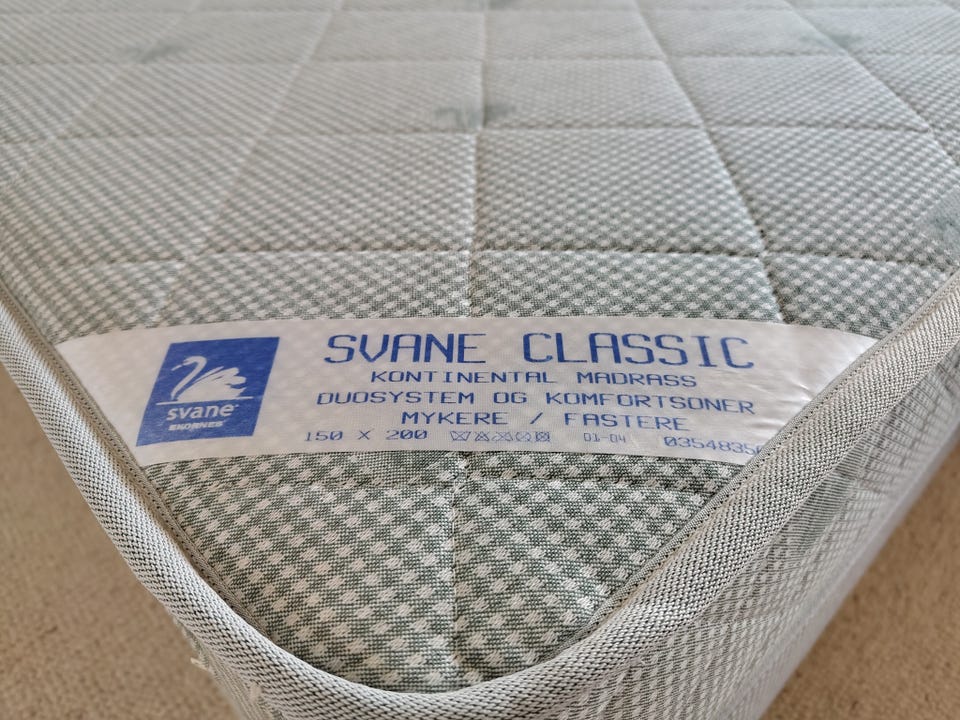 svane
EKORNES
SVANE CLASSIC
KONTINENTAL MADRASS
DUOSYSTEM OG KOMFORTSONER
MYKERE / FASTERE
150 X 200 01-04